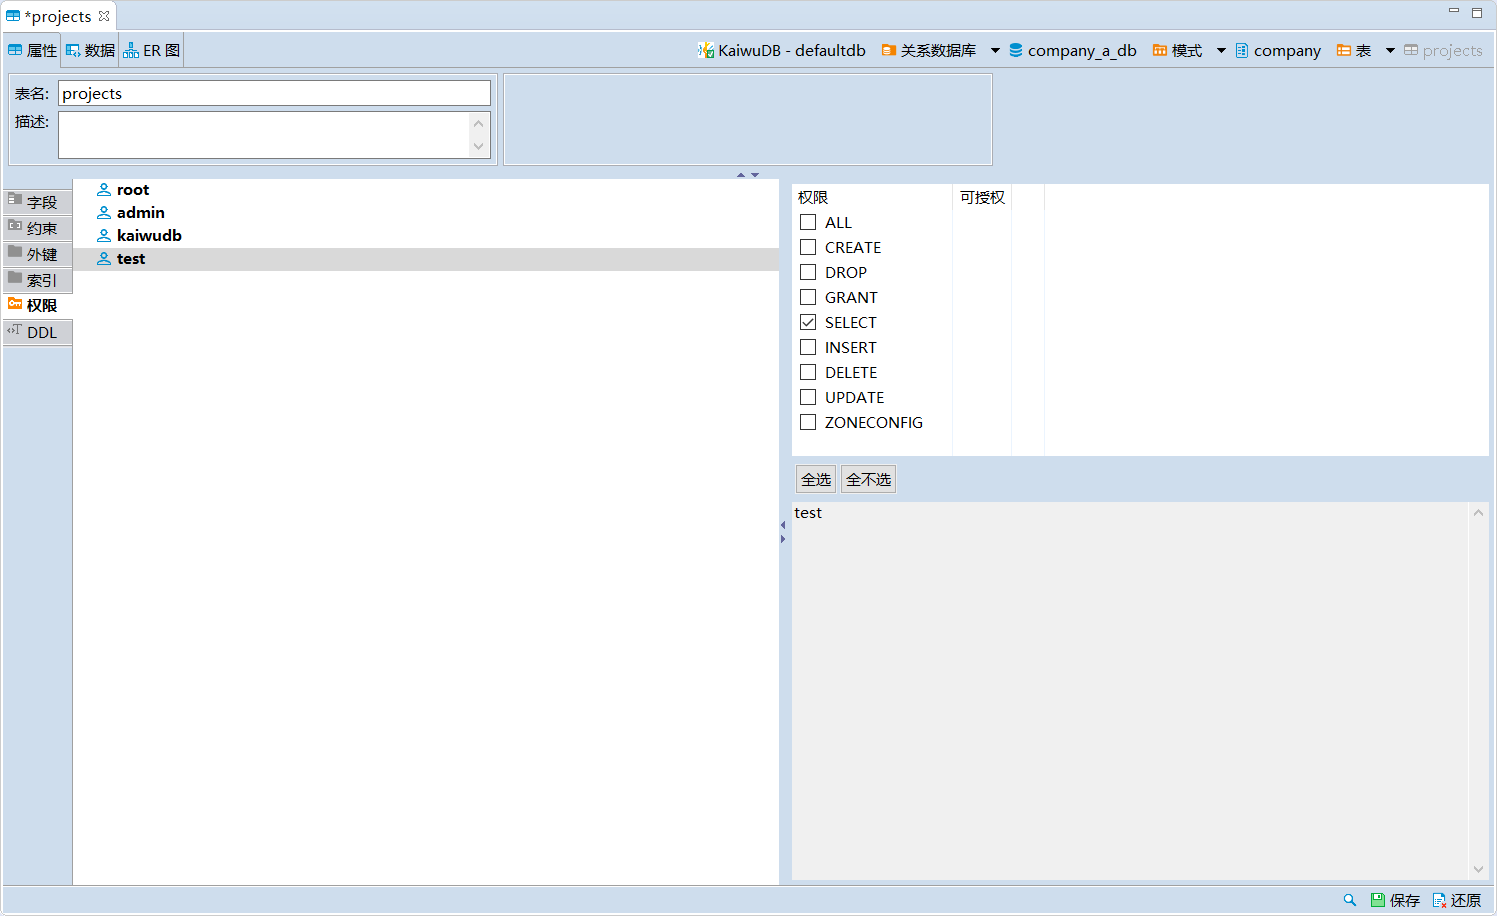 *projects
属性 数据 ER 图 KaiwuDB - defaultdb 关系数据库 company_a_db 模式 company 表 projects
表名: projects
描述:
字段
约束
外键
索引
权限
DDL
root
admin
kaiwudb
test
权限 可授权
ALL
CREATE
DROP
GRANT
SELECT
INSERT
DELETE
UPDATE
ZONECONFIG
全选 全不选
test
保存 还原